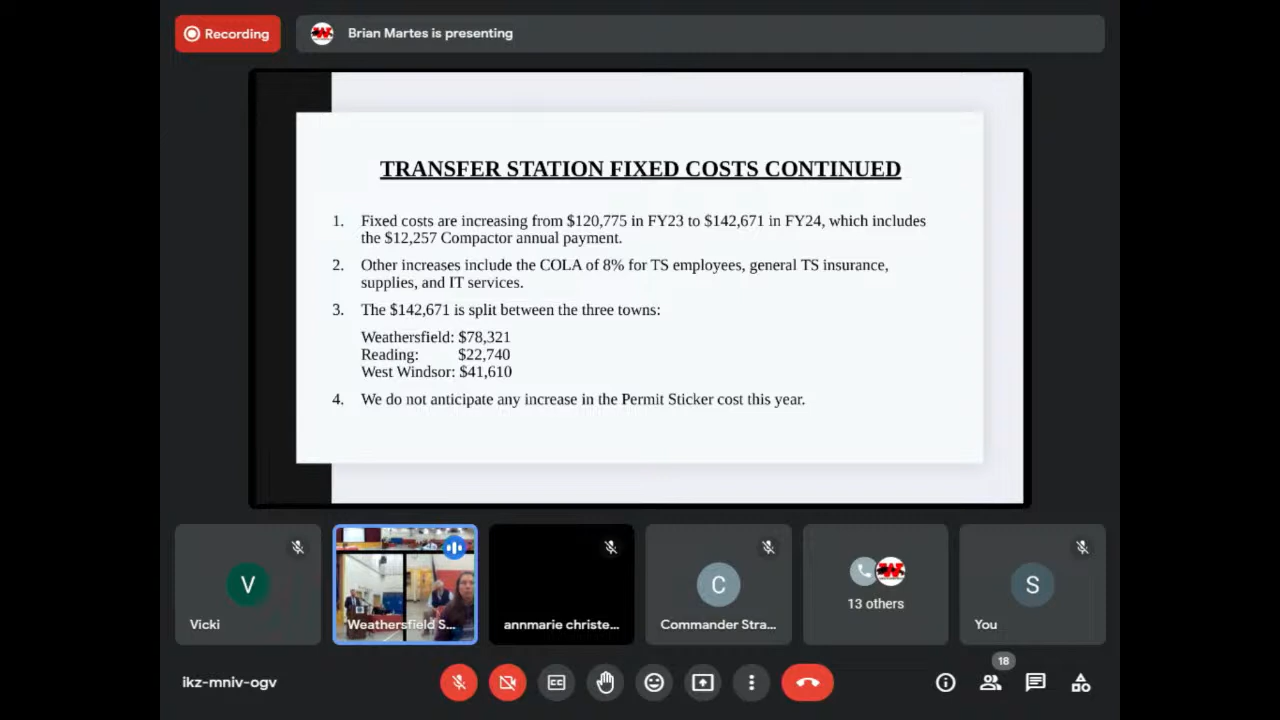 Recording
Brian Martes is presenting
TRANSFER STATION FIXED COSTS CONTINUED
1. Fixed costs are increasing from $120,775 in FY23 to $142,671 in FY24, which includes
the $12,257 Compactor annual payment.
2. Other increases include the COLA of 8% for TS employees, general TS insurance,
supplies, and IT services.
3. The $142,671 is split between the three towns:
Weathersfield: $78,321
Reading: $22,740
West Windsor: $41,610
4. We do not anticipate any increase in the Permit Sticker cost this year.
V
C
13 others
S
Vicki
Weathersfield S...
annmarie christe...
Commander Stra...
You
ikz-mniv-ogv
CC
18